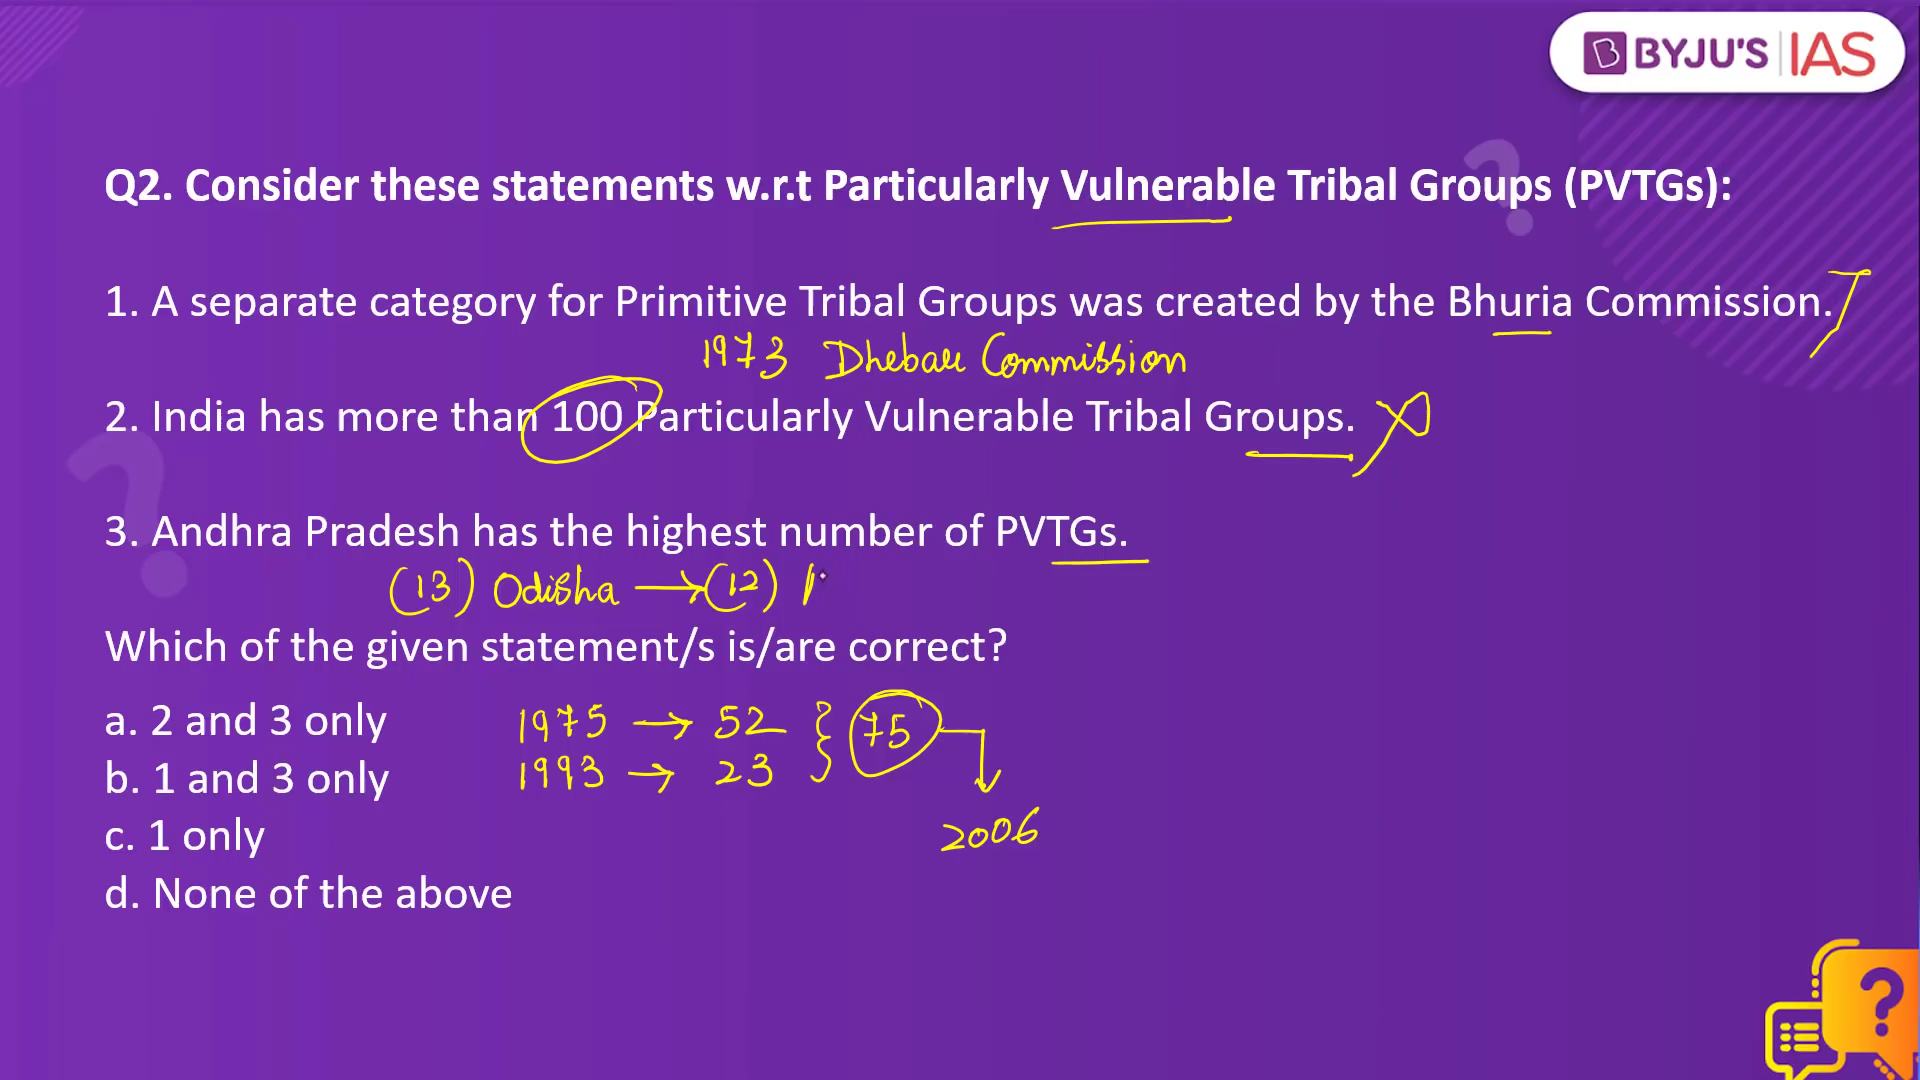 BYJU'S IAS
Q2. Consider these statements w.r.t Particularly Vulnerable Tribal Groups (PVTGs):
1. A separate category for Primitive Tribal Groups was created by the Bhuria Commission.
1973 Dhebar Commission
2. India has more than 100 Particularly Vulnerable Tribal Groups.
3. Andhra Pradesh has the highest number of PVTGs.
(13) Odisha → (12)
Which of the given statement/s is/are correct?
a. 2 and 3 only
1975 → 52 } 75
b. 1 and 3 only
1993 → 23
c. 1 only
2006
d. None of the above